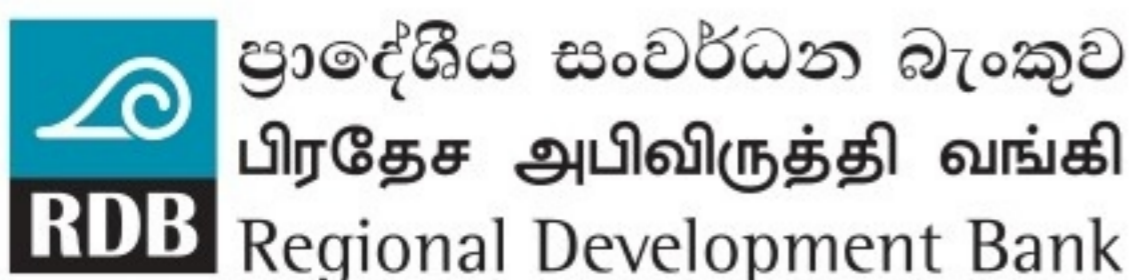 ප්‍රාදේශීය සංවර්ධන බැංකුව
பிரதேச அபிவிருத்தி வங்கி
RDB Regional Development Bank